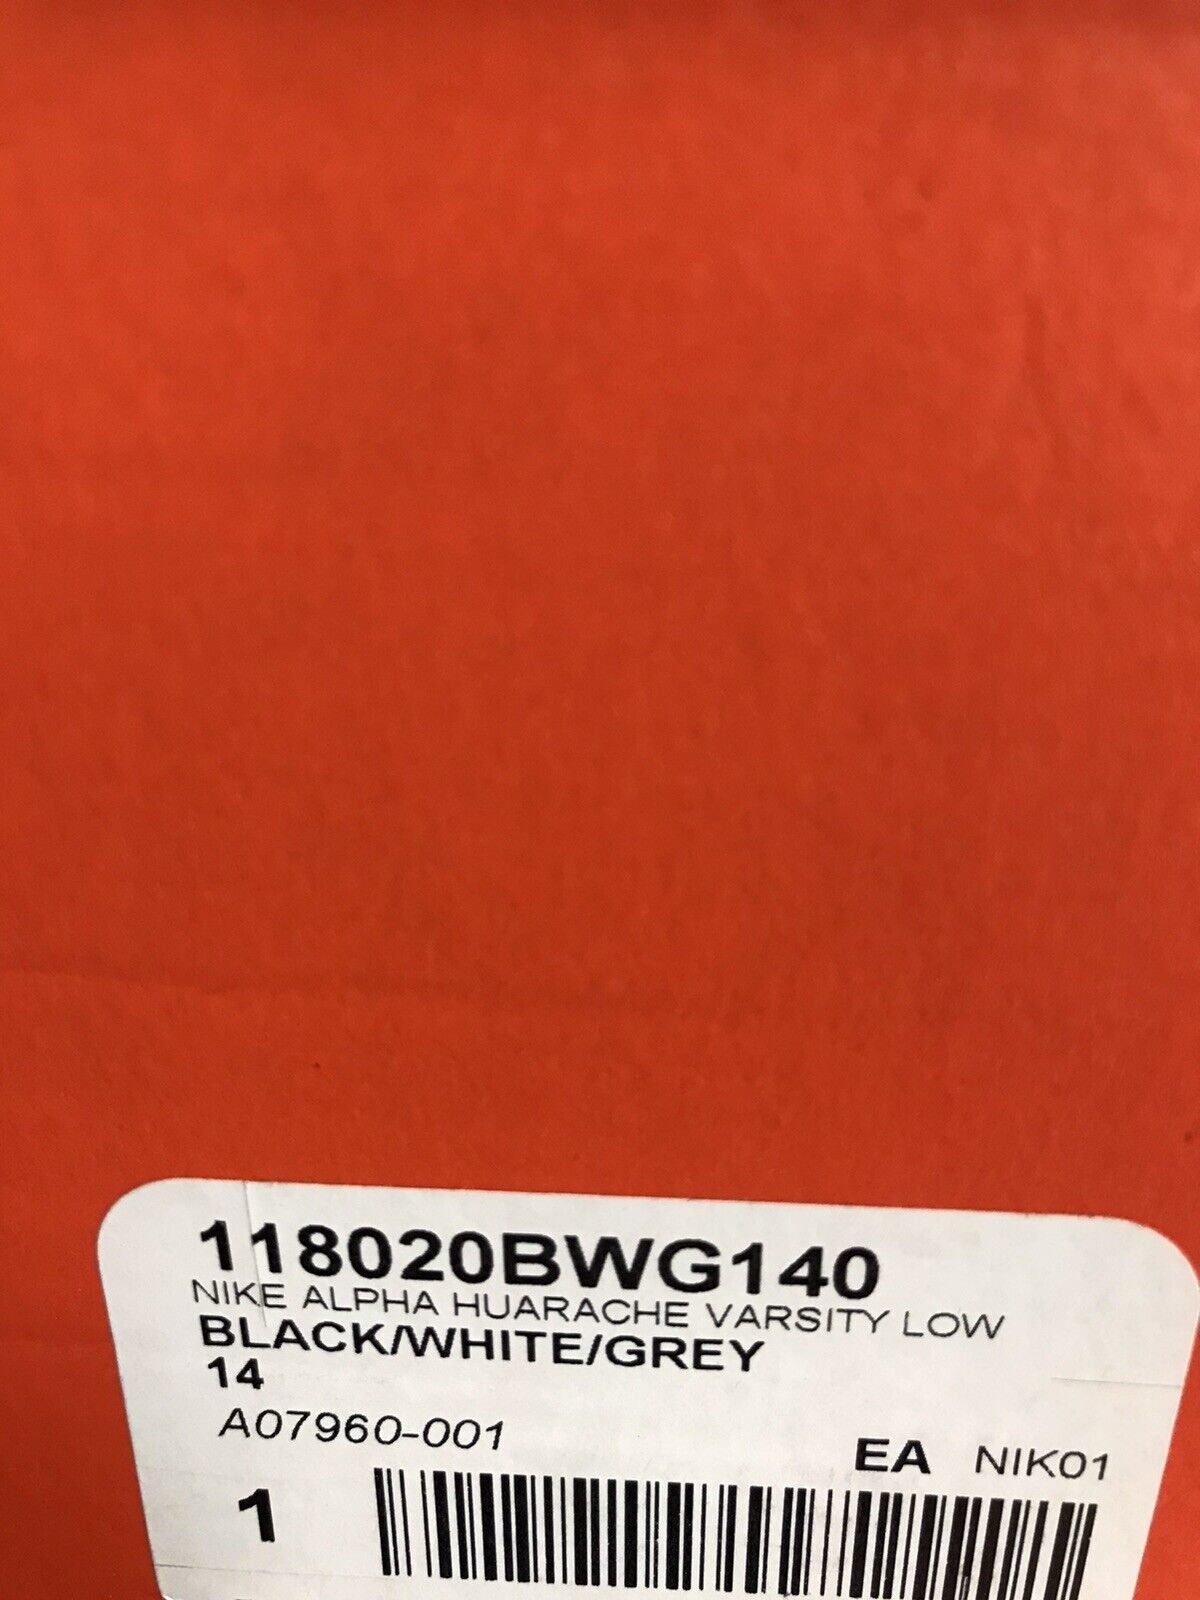 118020BWG140
NIKE ALPHA HUARACHE VARSITY LOW
BLACK/WHITE/GREY
14
A07960-001
EA NIK01
1